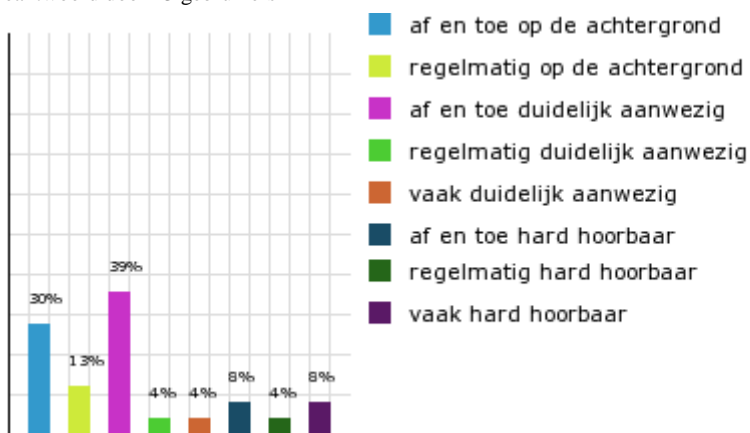 af en toe op de achtergrond
regelmatig op de achtergrond
af en toe duidelijk aanwezig
regelmatig duidelijk aanwezig
vaak duidelijk aanwezig
af en toe hard hoorbaar
regelmatig hard hoorbaar
vaak hard hoorbaar
30%
13%
39%
4%
4%
8%
4%
8%